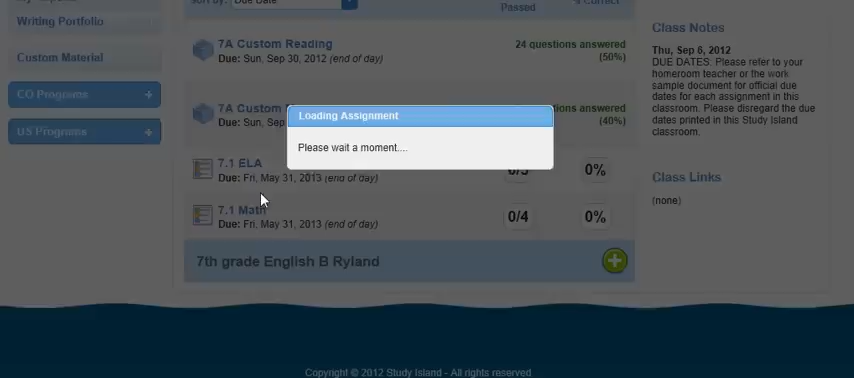 sort by: Due Date
Passed
% Correct
Writing Portfolio
Custom Material
CO Programs +
US Programs +
7A Custom Reading
Due: Sun, Sep 30, 2012 (end of day)
24 questions answered
(50%)
7A Custom
Due: Sun, Sep
ions answered
(40%)
Loading Assignment
Please wait a moment....
7.1 ELA
Due: Fri, May 31, 2013 (end of day)
0%
7.1 Math
Due: Fri, May 31, 2013 (end of day)
0/4
0%
7th grade English B Ryland
Class Notes
Thu, Sep 6, 2012
DUE DATES: Please refer to your
homeroom teacher or the work
sample document for official due
dates for each assignment in this
classroom. Please disregard the due
dates printed in this Study Island
classroom.
Class Links
(none)
Copyright © 2012 Study Island - All rights reserved